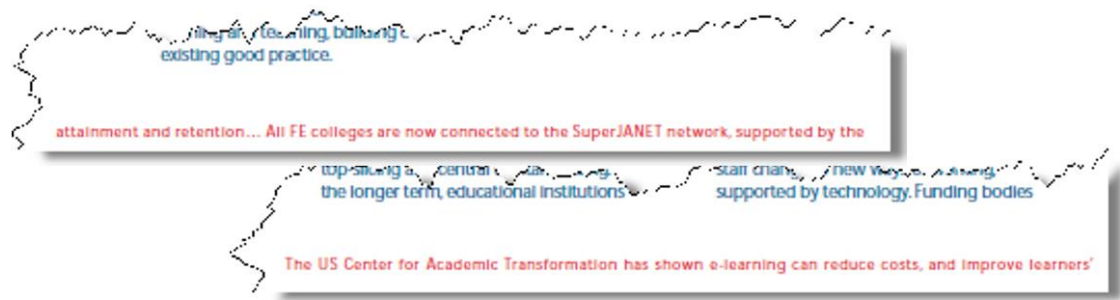 existing good practice.
attainment and retention... All FE colleges are now connected to the SuperJANET network, supported by the
the longer term, educational institutions
supported by technology. Funding bodies
The US Center for Academic Transformation has shown e-learning can reduce costs, and improve learners'